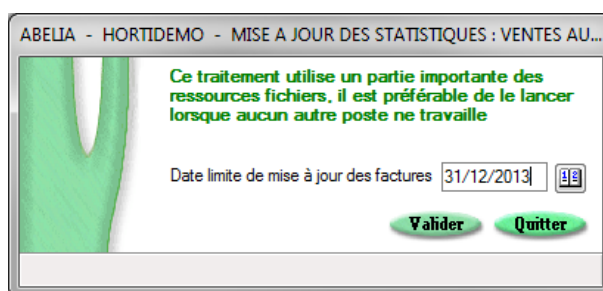 ABELIA - HORTIDEMO - MISE A JOUR DES STATISTIQUES : VENTES AU...
Ce traitement utilise un partie importante des
ressources fichiers, il est préférable de le lancer
lorsque aucun autre poste ne travaille
Date limite de mise à jour des factures 31/12/2013 12
Valider Quitter